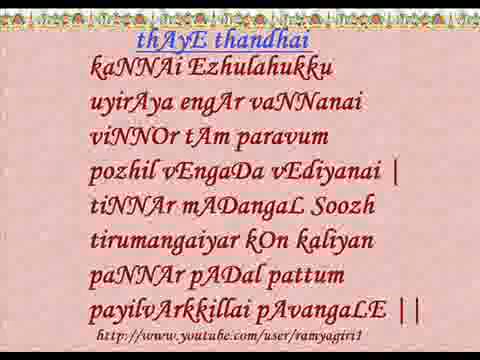 thAyE thandhai
kaNNAi Ezhulahukku
uyirAya engAr vaNNanai
viNNOr tAm paravum
pozhil vEngaDa vEdiyanai |
tiNNAr mADangaL Soozh
tirumangaiyar kOn kaliyan
paNNAr pADal pattum
payilvArkkillai pAvangaLE ||
http://www.youtube.com/user/ramyagiri1